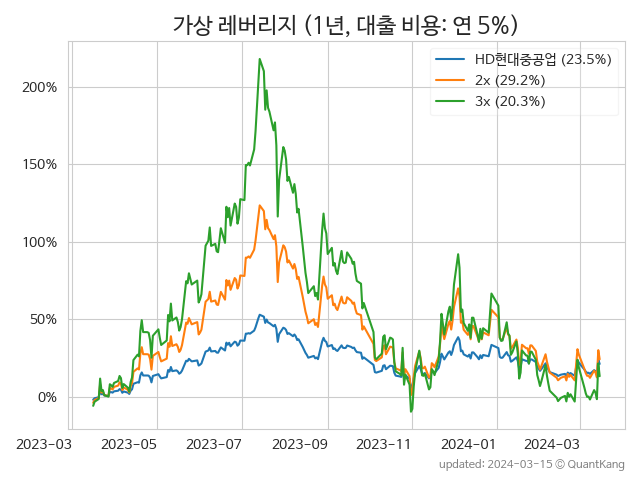 가상 레버리지 (1년, 대출 비용: 연 5%)
HD현대중공업 (23.5%)
2x (29.2%)
3x (20.3%)
200%
150%
100%
50%
0%
2023-03 2023-05 2023-07 2023-09 2023-11 2024-01 2024-03
updated: 2024-03-15 © QuantKang